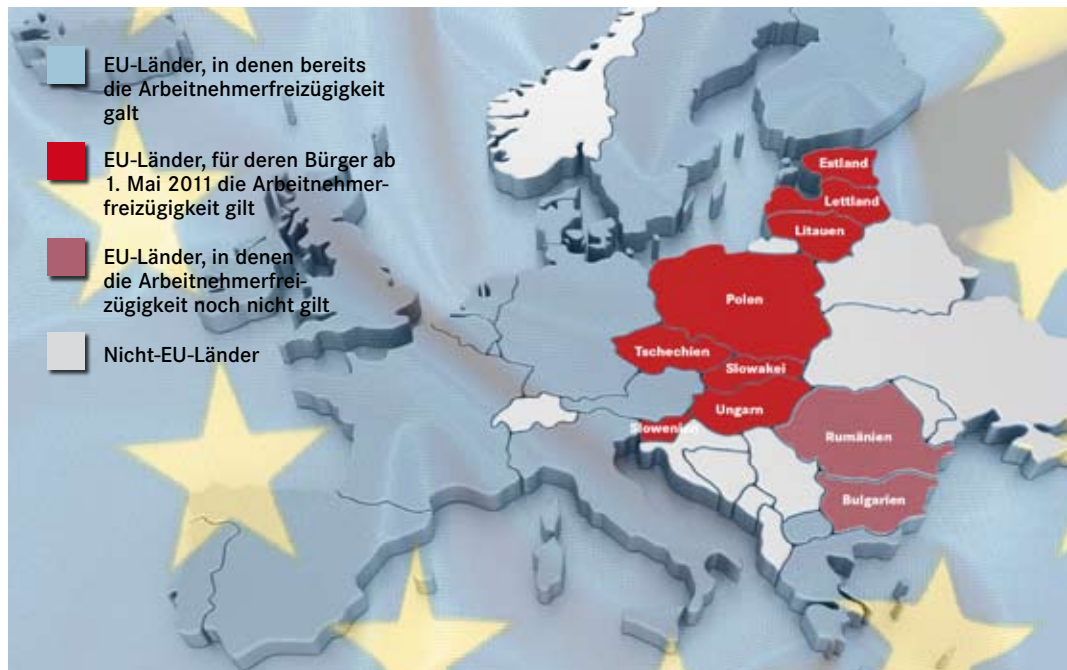 EU-Länder, in denen bereits
die Arbeitnehmerfreizügigkeit
galt
EU-Länder, für deren Bürger ab
1. Mai 2011 die Arbeitnehmer-
freizügigkeit gilt
EU-Länder, in denen
die Arbeitnehmerfrei-
zügigkeit noch nicht gilt
Nicht-EU-Länder
Estland
Lettland
Litauen
Polen
Tschechien
Slowakei
Ungarn
Slowenien
Rumänien
Bulgarien